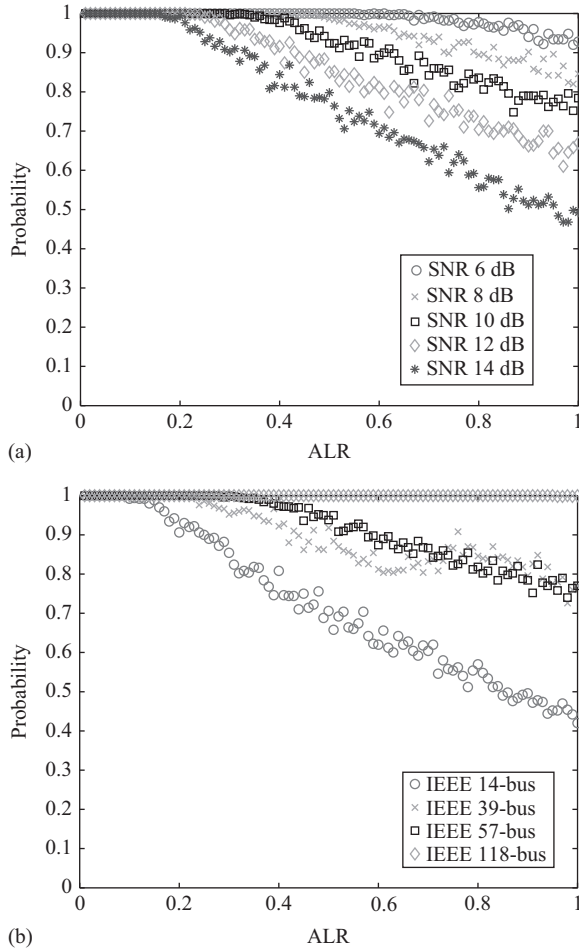 1
0.9
0.8
0.7
0.6
0.5
0.4
0.3
0.2
0.1
0
Probability
SNR 6 dB
SNR 8 dB
SNR 10 dB
SNR 12 dB
SNR 14 dB
0 0.2 0.4 0.6 0.8 1
(a) ALR
1
0.9
0.8
0.7
0.6
0.5
0.4
0.3
0.2
0.1
0
Probability
IEEE 14-bus
IEEE 39-bus
IEEE 57-bus
IEEE 118-bus
0 0.2 0.4 0.6 0.8 1
(b) ALR